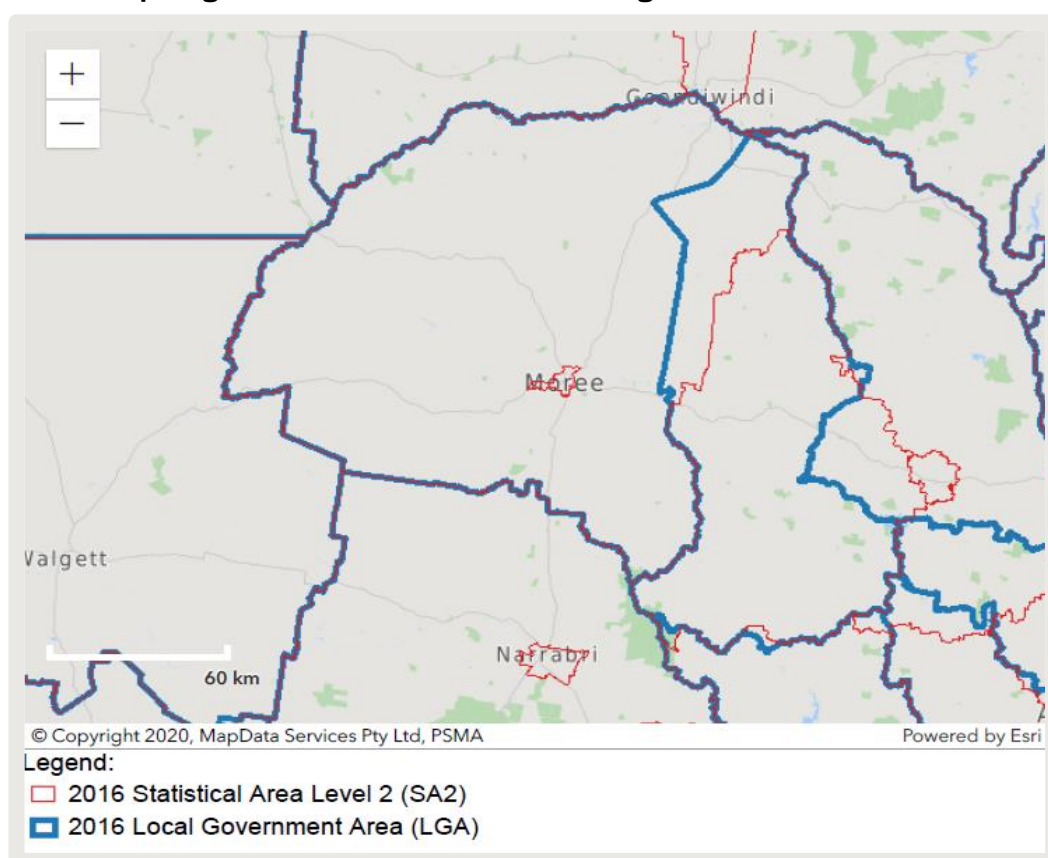 +
Goondiwindi
−
Moree
Walgett
Narrabri
60 km
© Copyright 2020, MapData Services Pty Ltd, PSMA
Powered by Esri
Legend:
2016 Statistical Area Level 2 (SA2)
2016 Local Government Area (LGA)